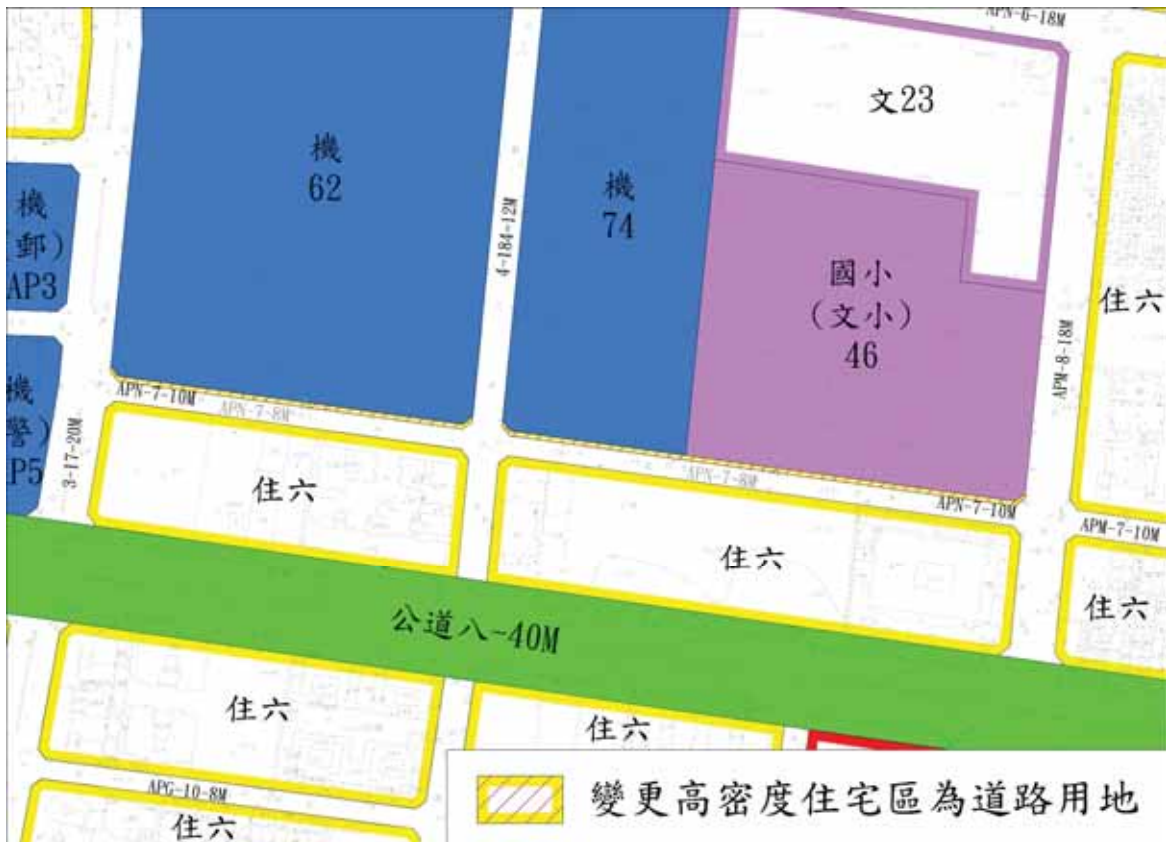 APN-6-18M
文23
機
62
機
74
4-184-12M
機
(郵)
AP3
國小
(文小)
46
住六
APM-8-18M
機
警)
P5
3-17-20M
APN-7-10M
APN-7-8M
APN-7-8M
APN-7-10M
APM-7-10M
住六
住六
住六
公道八-40M
住六
住六
APG-10-8M
住六
變更高密度住宅區為道路用地